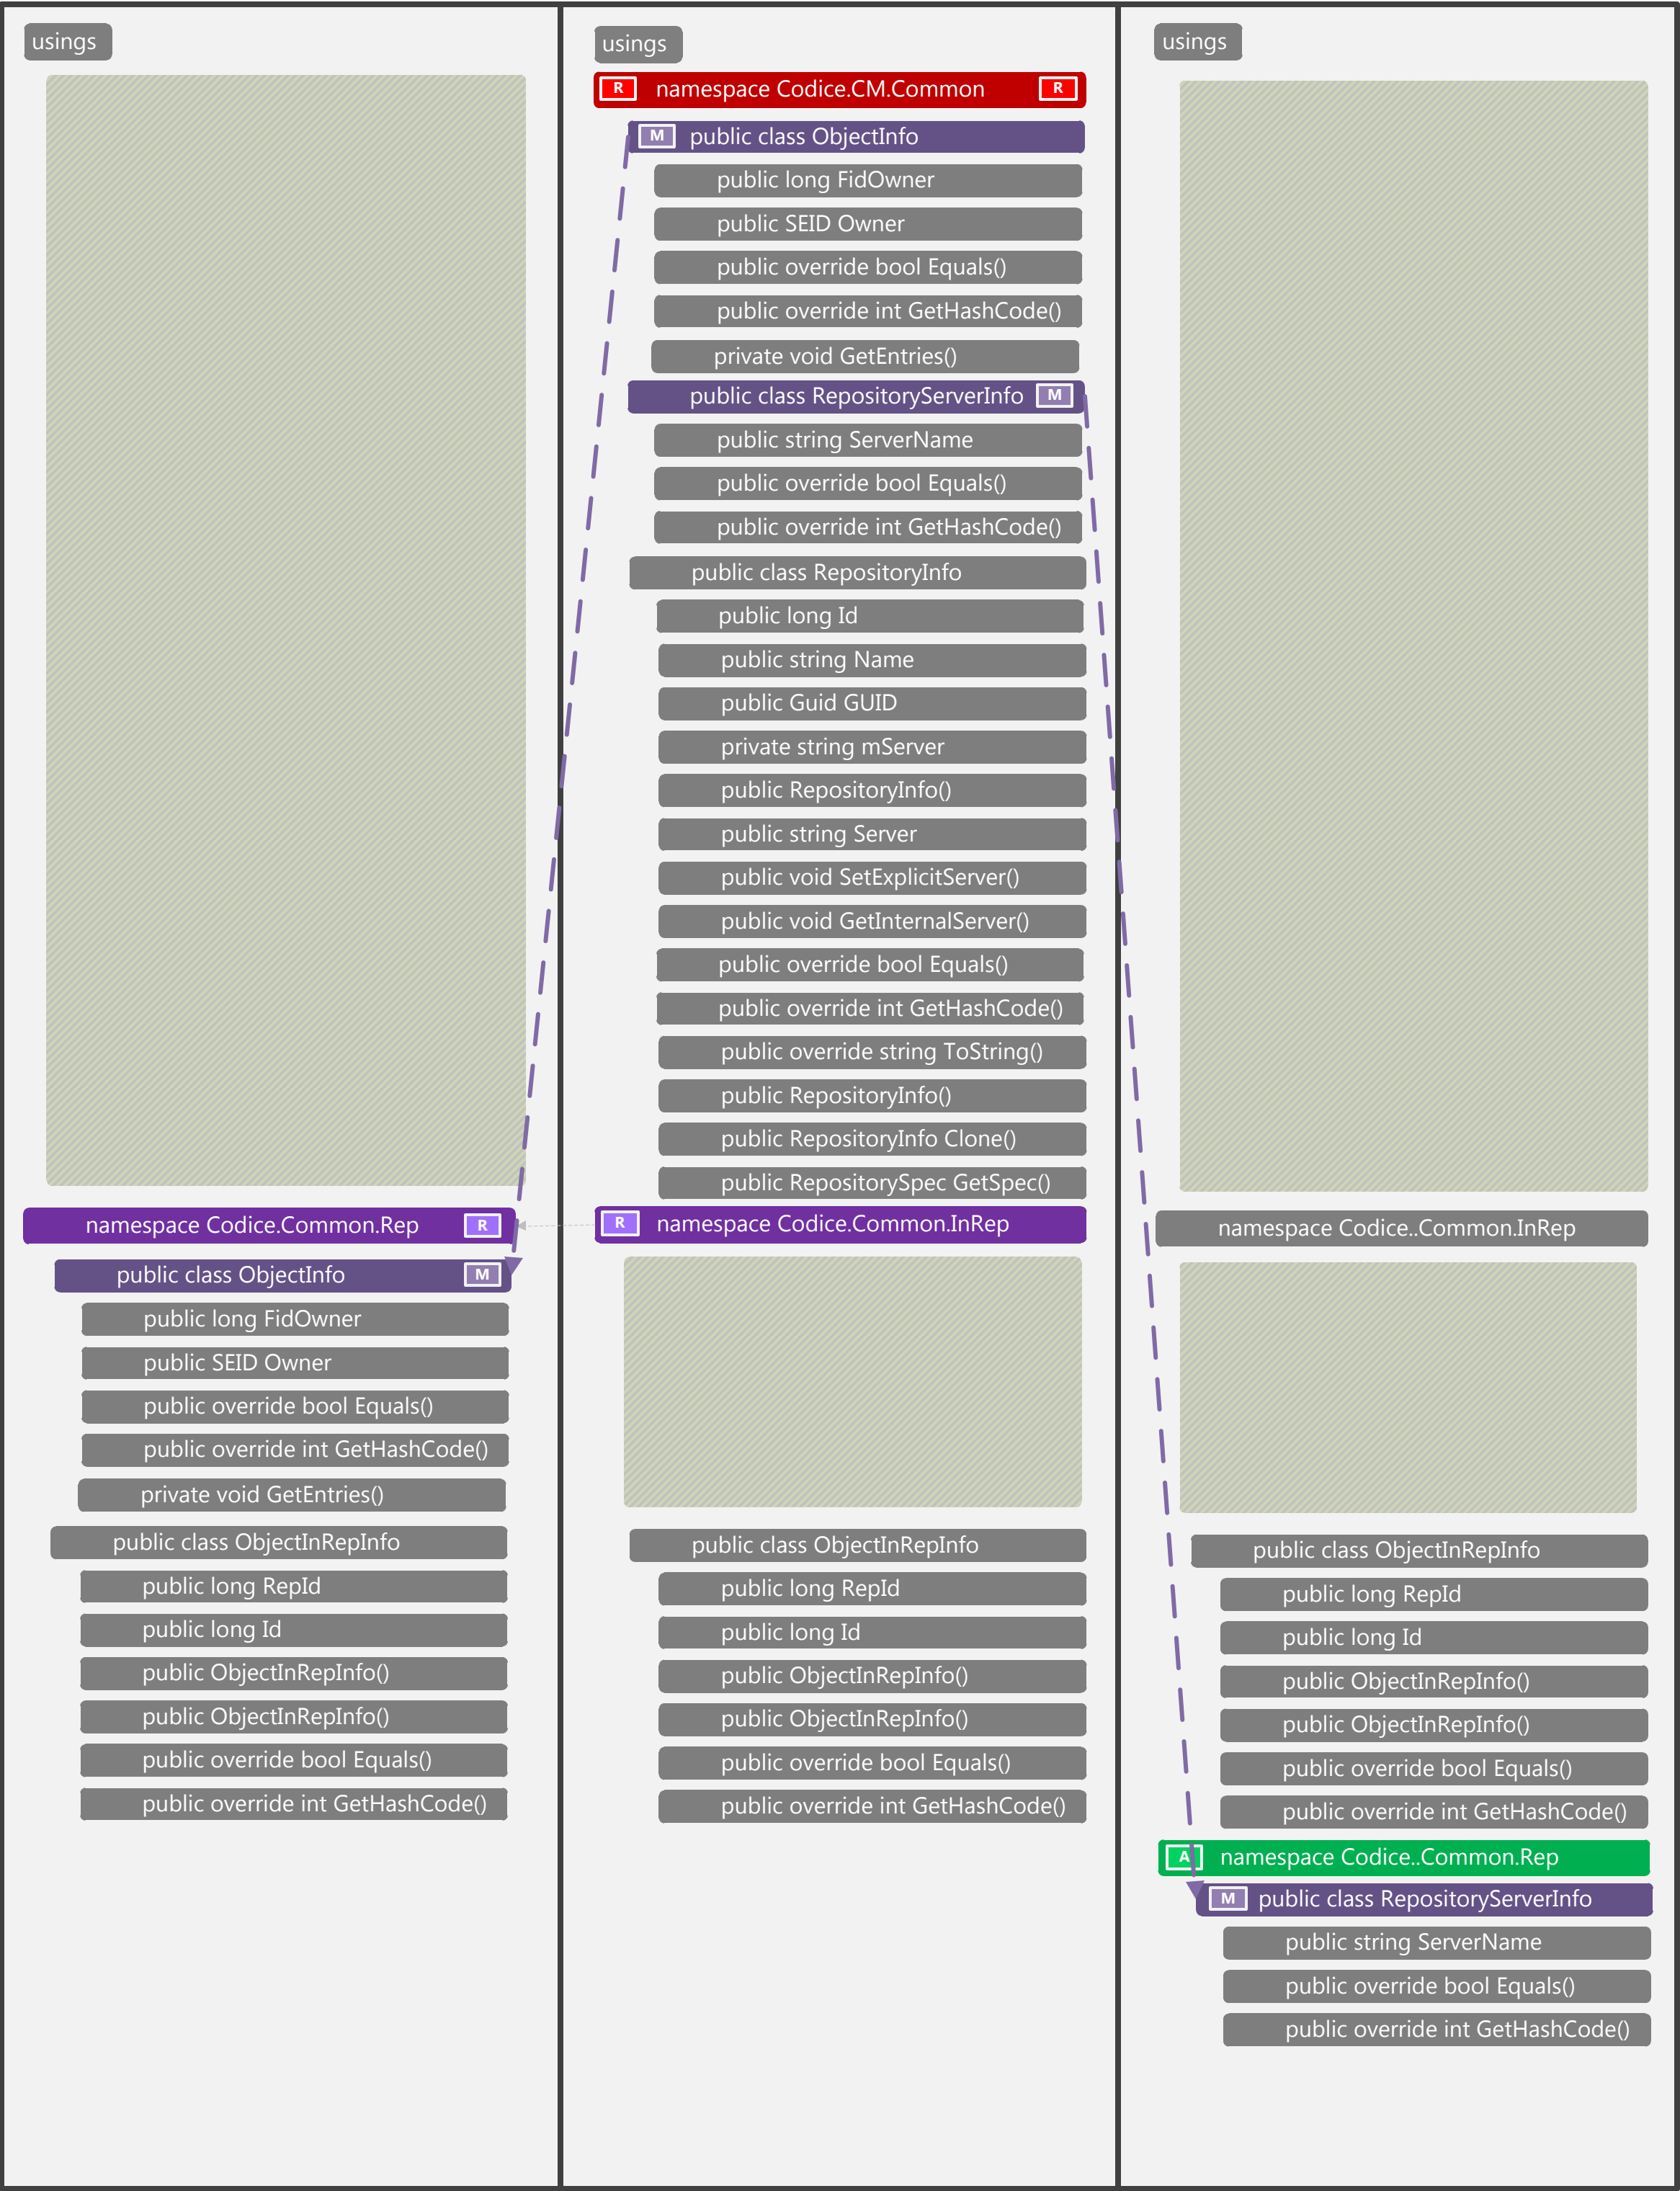 usings
namespace Codice.Common.Rep R
public class ObjectInfo M
public long FidOwner
public SEID Owner
public override bool Equals()
public override int GetHashCode()
private void GetEntries()
public class ObjectInRepInfo
public long RepId
public long Id
public ObjectInRepInfo()
public ObjectInRepInfo()
public override bool Equals()
public override int GetHashCode()
usings
R namespace Codice.CM.Common R
M public class ObjectInfo
public long FidOwner
public SEID Owner
public override bool Equals()
public override int GetHashCode()
private void GetEntries()
public class RepositoryServerInfo M
public string ServerName
public override bool Equals()
public override int GetHashCode()
public class RepositoryInfo
public long Id
public string Name
public Guid GUID
private string mServer
public RepositoryInfo()
public string Server
public void SetExplicitServer()
public void GetInternalServer()
public override bool Equals()
public override int GetHashCode()
public override string ToString()
public RepositoryInfo()
public RepositoryInfo Clone()
public RepositorySpec GetSpec()
R namespace Codice.Common.InRep
public class ObjectInRepInfo
public long RepId
public long Id
public ObjectInRepInfo()
public ObjectInRepInfo()
public override bool Equals()
public override int GetHashCode()
usings
namespace Codice..Common.InRep
public class ObjectInRepInfo
public long RepId
public long Id
public ObjectInRepInfo()
public ObjectInRepInfo()
public override bool Equals()
public override int GetHashCode()
A namespace Codice..Common.Rep
M public class RepositoryServerInfo
public string ServerName
public override bool Equals()
public override int GetHashCode()